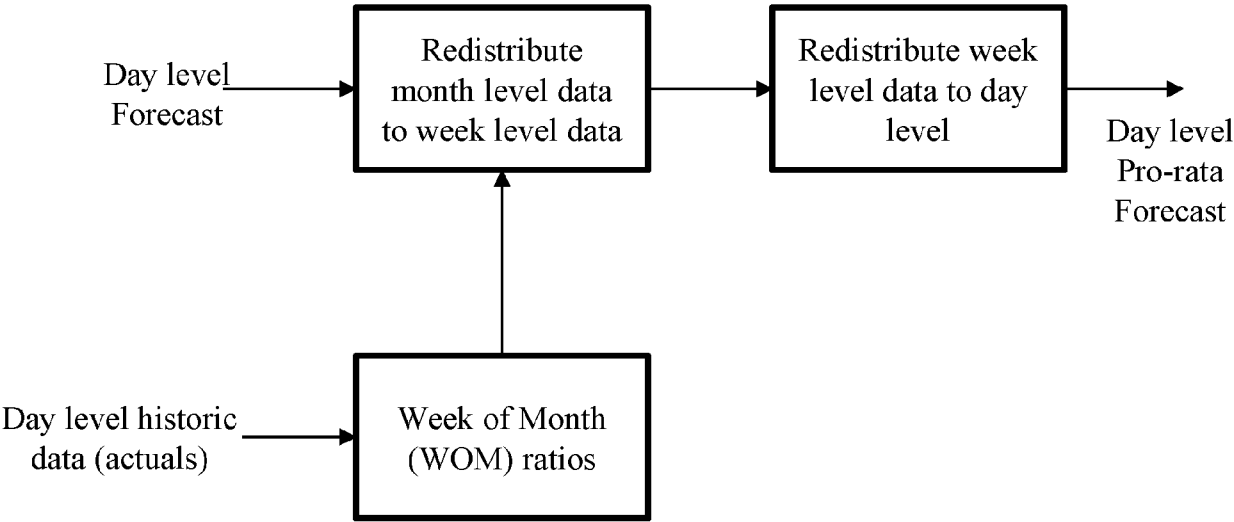 Day level
Forecast
Redistribute
month level data
to week level data
Redistribute week
level data to day
level
Day level
Pro-rata
Forecast
Day level historic
data (actuals)
Week of Month
(WOM) ratios